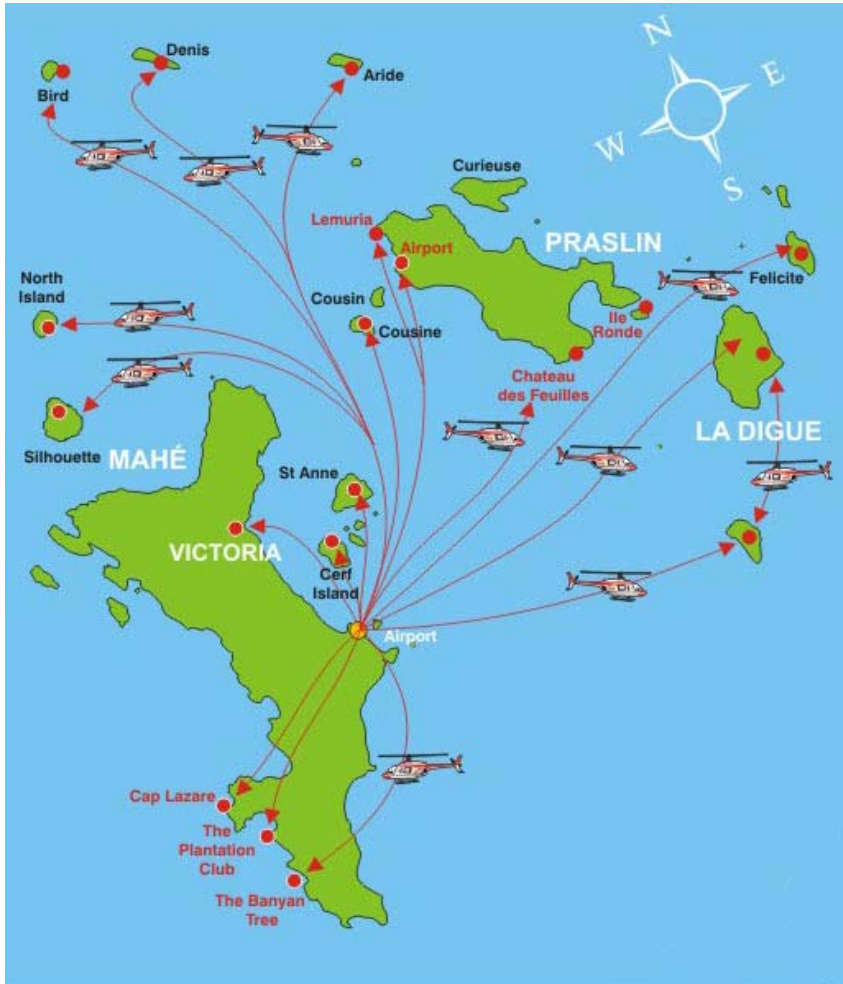 Denis
Bird
Aride
N
E
W
S
Curieuse
Lemuria
Airport
PRASLIN
North
Island
Cousin
Cousine
Felicite
Ile
Ronde
Chateau
des Feuilles
Silhouette
MAHÉ
LA DIGUE
St Anne
VICTORIA
Cerf
Island
Airport
Cap Lazare
The
Plantation
Club
The Banyan
Tree